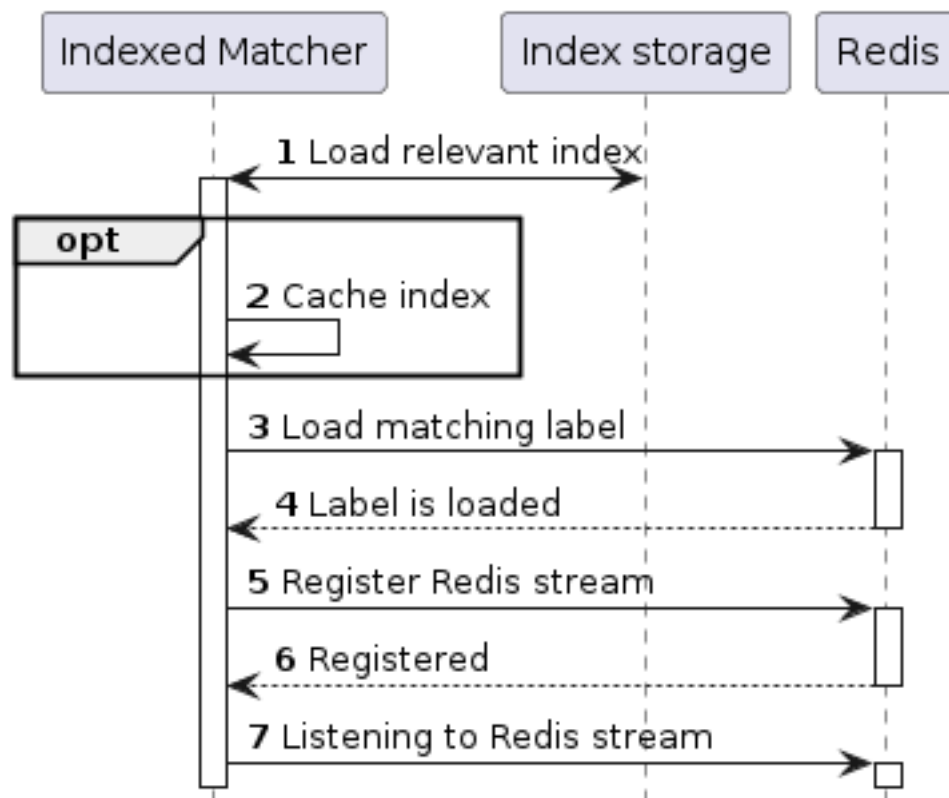 Indexed Matcher
Index storage
Redis
1 Load relevant index
opt
2 Cache index
3 Load matching label
4 Label is loaded
5 Register Redis stream
6 Registered
7 Listening to Redis stream